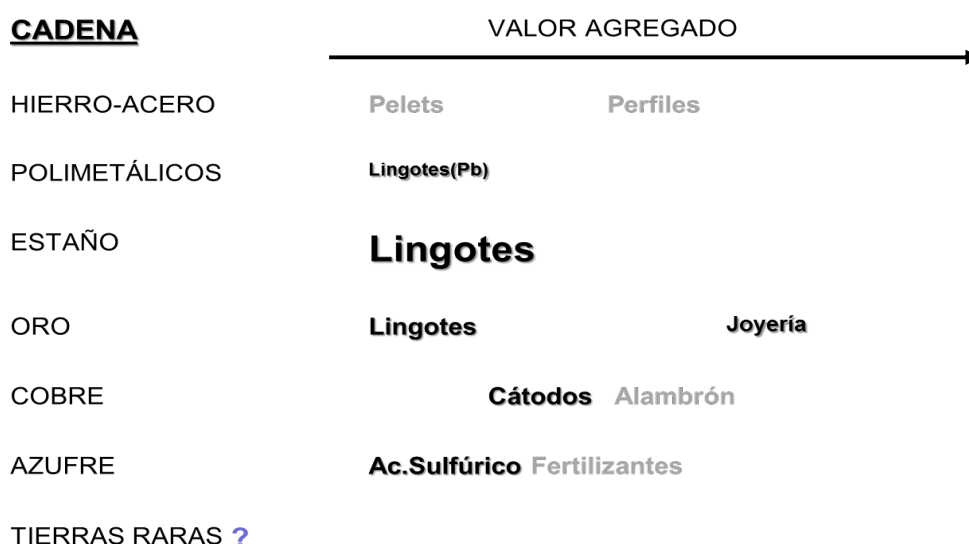 CADENA VALOR AGREGADO
HIERRO-ACERO Pelets Perfiles
POLIMETÁLICOS Lingotes(Pb)
ESTAÑO Lingotes
ORO Lingotes Joyería
COBRE Cátodos Alambrón
AZUFRE Ac.Sulfúrico Fertilizantes
TIERRAS RARAS ?